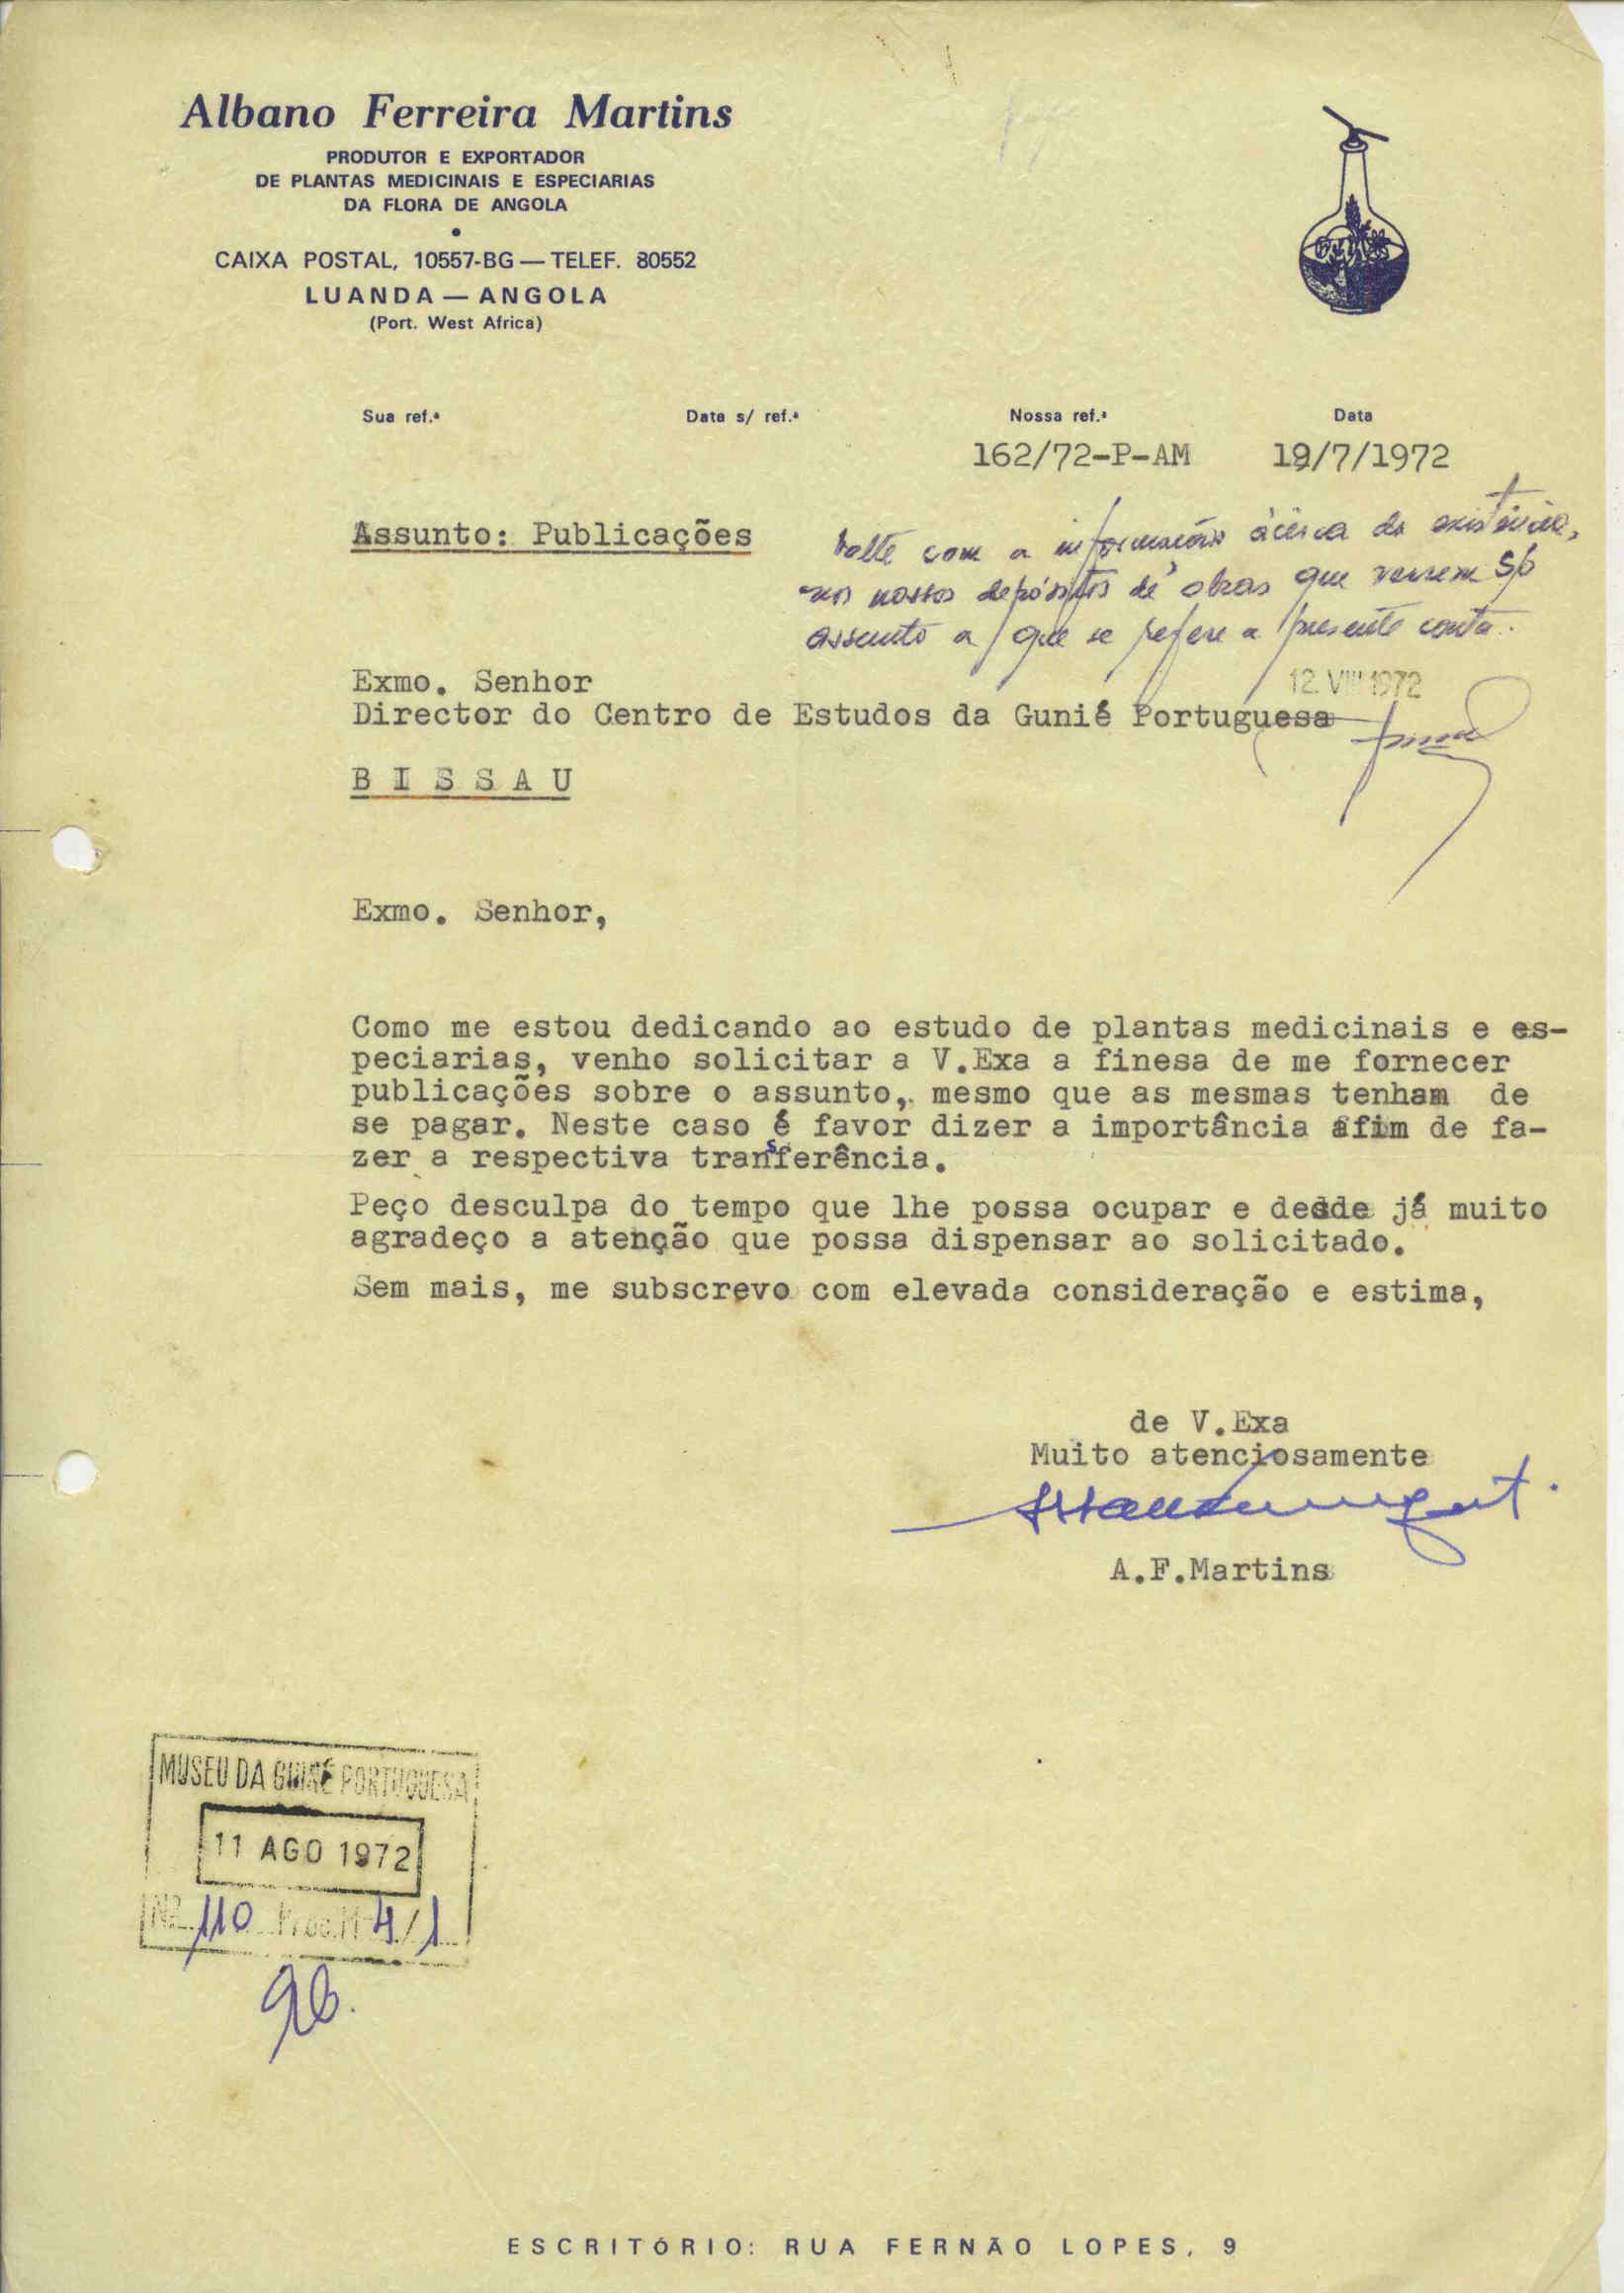 Albano Ferreira Martins
PRODUTOR E EXPORTADOR
DE PLANTAS MEDICINAIS E ESPECIARIAS
DA FLORA DE ANGOLA
•
CAIXA POSTAL, 10557-BG — TELEF. 80552
LUANDA — ANGOLA
(Port. West Africa)
Sua ref.ª Data s/ ref.ª Nossa ref.ª Data
162/72-P-AM 19/7/1972
Assunto: Publicações
Volte com a informação àcêrca da existência,
nos nossos depósitos de obras que versem s/o
assunto a que se refere a presente carta.
12. VIII 1972
Exmo. Senhor
Director do Centro de Estudos da Gunié Portuguesa
B I S S A U
Exmo. Senhor,
Como me estou dedicando ao estudo de plantas medicinais e es-
peciarias, venho solicitar a V.Exa a finesa de me fornecer
publicações sobre o assunto, mesmo que as mesmas tenham de
se pagar. Neste caso é favor dizer a importância afim de fa-
zer a respectiva transferência.
Peço desculpa do tempo que lhe possa ocupar e desde já muito
agradeço a atenção que possa dispensar ao solicitado.
Sem mais, me subscrevo com elevada consideração e estima,
de V.Exa
Muito atenciosamente
A.F.Martins
MUSEU DA GUINÉ PORTUGUESA
11 AGO 1972
Nº 110 Proc. Nº 4/1
ESCRITÓRIO: RUA FERNÃO LOPES, 9